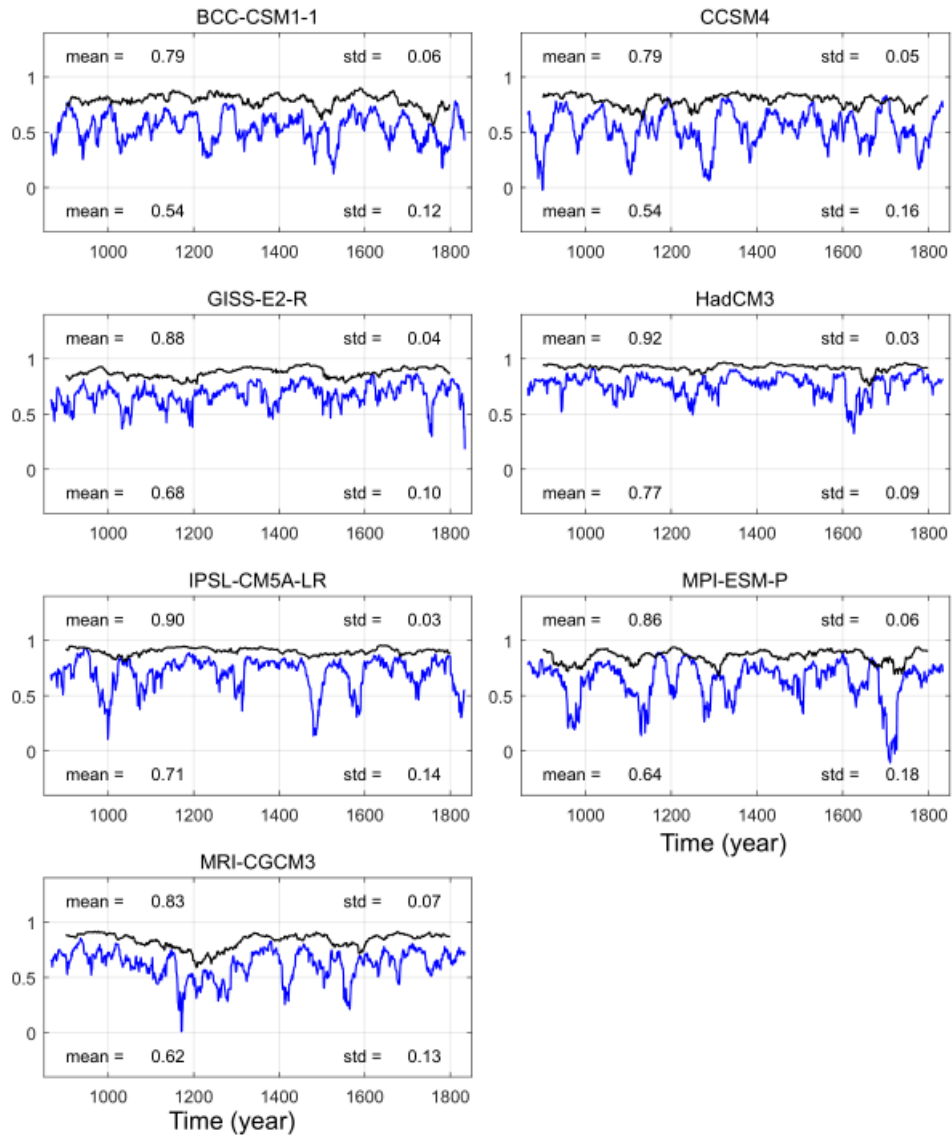 BCC-CSM1-1
mean = 0.79 std = 0.06
1
0.5
0
mean = 0.54 std = 0.12
1000 1200 1400 1600 1800
CCSM4
mean = 0.79 std = 0.05
1
0.5
0
mean = 0.54 std = 0.16
1000 1200 1400 1600 1800
GISS-E2-R
mean = 0.88 std = 0.04
1
0.5
0
mean = 0.68 std = 0.10
1000 1200 1400 1600 1800
HadCM3
mean = 0.92 std = 0.03
1
0.5
0
mean = 0.77 std = 0.09
1000 1200 1400 1600 1800
IPSL-CM5A-LR
mean = 0.90 std = 0.03
1
0.5
0
mean = 0.71 std = 0.14
1000 1200 1400 1600 1800
MPI-ESM-P
mean = 0.86 std = 0.06
1
0.5
0
mean = 0.64 std = 0.18
1000 1200 1400 1600 1800
Time (year)
MRI-CGCM3
mean = 0.83 std = 0.07
1
0.5
0
mean = 0.62 std = 0.13
1000 1200 1400 1600 1800
Time (year)